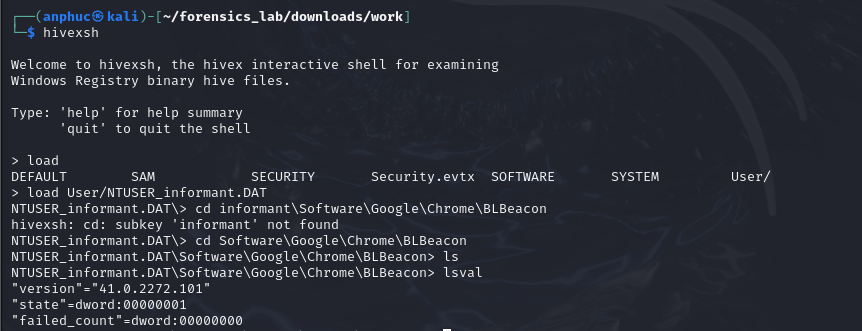 ┌──(anphuc㉿kali)-[~/forensics_lab/downloads/work]
└─$ hivexsh
Welcome to hivexsh, the hivex interactive shell for examining
Windows Registry binary hive files.
Type: 'help' for help summary
'quit' to quit the shell
> load
DEFAULT SAM SECURITY Security.evtx SOFTWARE SYSTEM User/
> load User/NTUSER_informant.DAT
NTUSER_informant.DAT\> cd informant\Software\Google\Chrome\BLBeacon
hivexsh: cd: subkey 'informant' not found
NTUSER_informant.DAT\> cd Software\Google\Chrome\BLBeacon
NTUSER_informant.DAT\Software\Google\Chrome\BLBeacon> ls
NTUSER_informant.DAT\Software\Google\Chrome\BLBeacon> lsval
"version"="41.0.2272.101"
"state"=dword:00000001
"failed_count"=dword:00000000